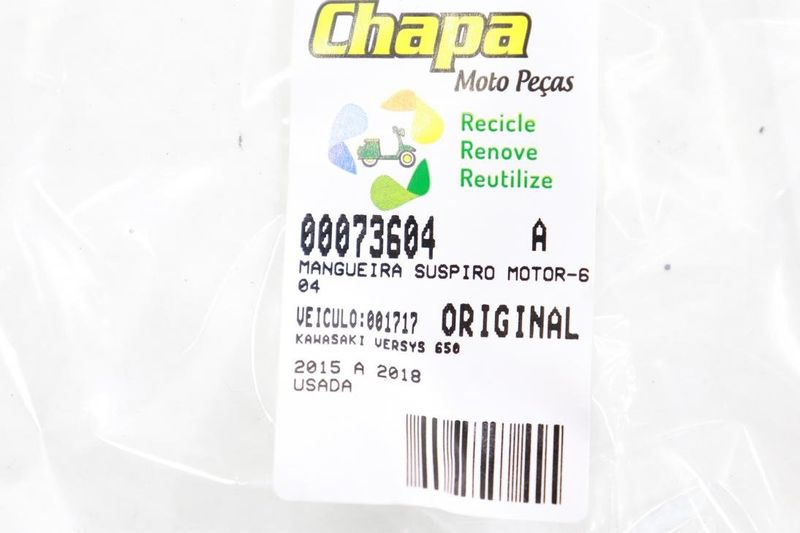 Chapa
Moto Peças
Recicle
Renove
Reutilize
00073604 A
MANGUEIRA SUSPIRO MOTOR-6
04
VEICULO:001717 ORIGINAL
KAWASAKI VERSYS 650
2015 A 2018
USADA